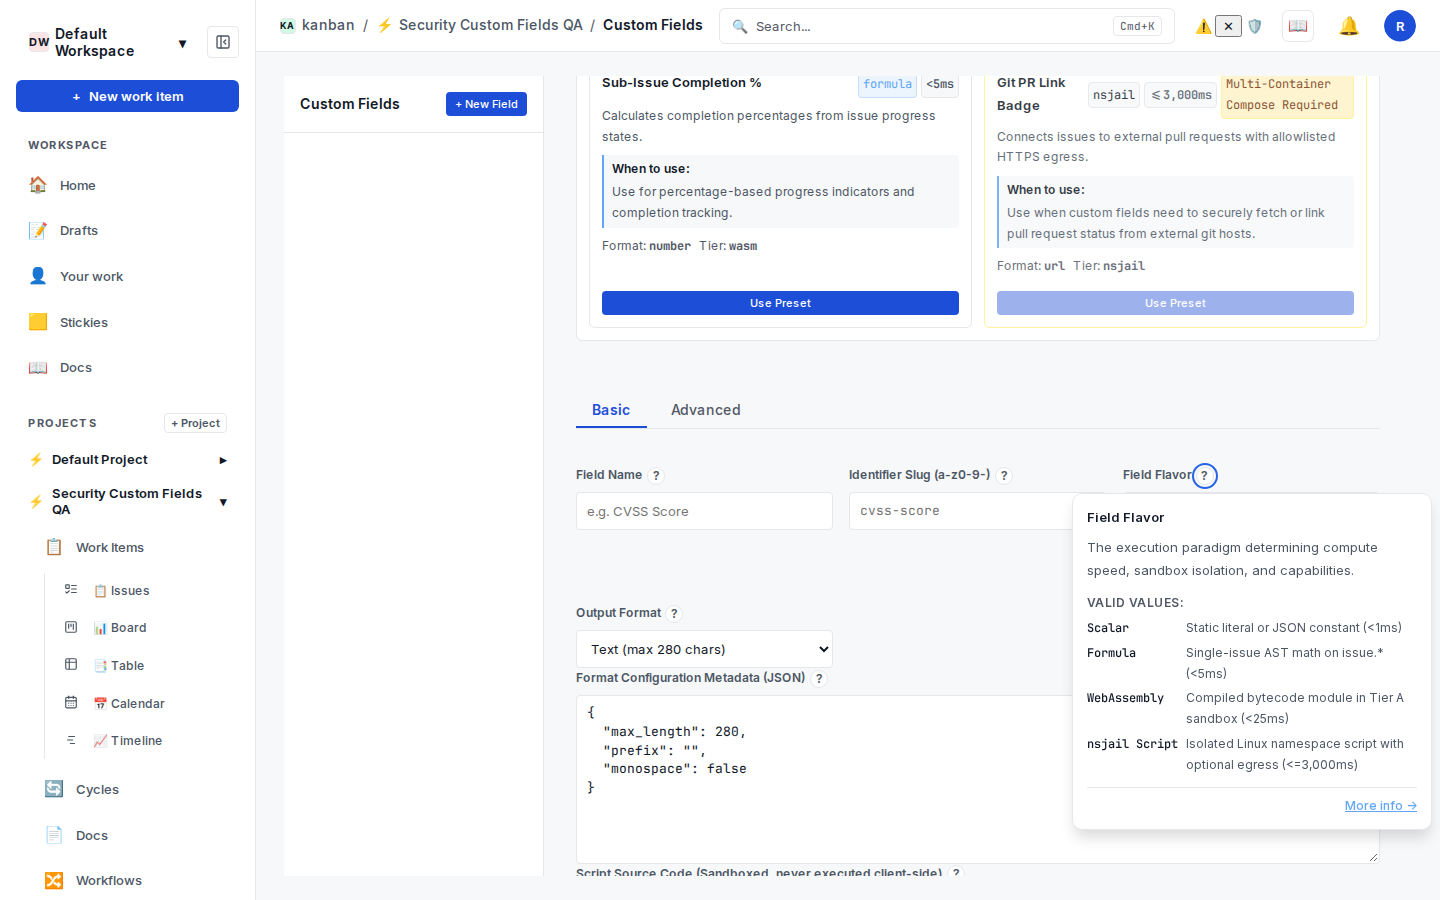 DW
Default
Workspace
+ New work item
WORKSPACE
Home
Drafts
Your work
Stickies
Docs
PROJECTS
+ Project
Default Project
Security Custom Fields
QA
Work Items
Issues
Board
Table
Calendar
Timeline
Cycles
Docs
Workflows
KA kanban / Security Custom Fields QA / Custom Fields
Search... Cmd+K
R
Custom Fields
+ New Field
Sub-Issue Completion %
formula <5ms
Calculates completion percentages from issue progress
states.
When to use:
Use for percentage-based progress indicators and
completion tracking.
Format: number Tier: wasm
Use Preset
Git PR Link
Badge
nsjail ≤3,000ms
Multi-Container
Compose Required
Connects issues to external pull requests with allowlisted
HTTPS egress.
When to use:
Use when custom fields need to securely fetch or link
pull request status from external git hosts.
Format: url Tier: nsjail
Use Preset
Basic Advanced
Field Name ?
e.g. CVSS Score
Identifier Slug (a-z0-9-) ?
cvss-score
Field Flavor ?
Field Flavor
The execution paradigm determining compute
speed, sandbox isolation, and capabilities.
VALID VALUES:
Scalar Static literal or JSON constant (<1ms)
Formula Single-issue AST math on issue.*
(<5ms)
WebAssembly Compiled bytecode module in Tier A
sandbox (<25ms)
nsjail Script Isolated Linux namespace script with
optional egress (<=3,000ms)
More info →
Output Format ?
Text (max 280 chars)
Format Configuration Metadata (JSON) ?
{
"max_length": 280,
"prefix": "",
"monospace": false
}
Script Source Code (Sandboxed, never executed client-side) ?